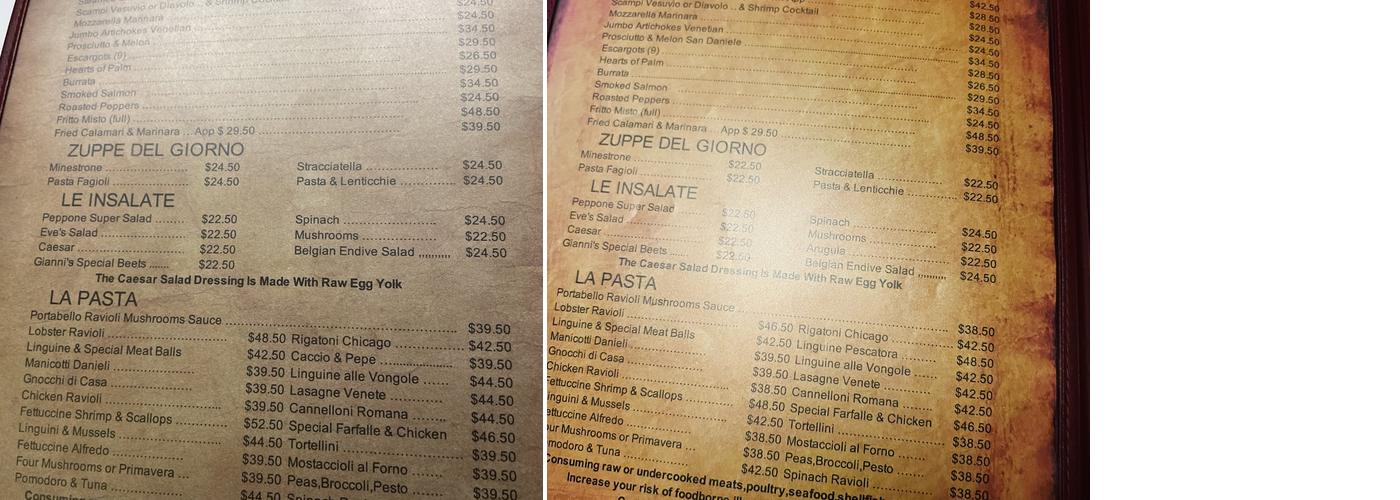 Scampi Vesuvio or Diavolo .. & Shrimp Cocktail $24.50
Mozzarella Marinara $24.50
Jumbo Artichokes Venetian $24.50
Prosciutto & Melon $34.50
Escargots (9) $29.50
Hearts of Palm $26.50
Burrata $29.50
Smoked Salmon $34.50
Roasted Peppers $24.50
Fritto Misto (full) $48.50
Fried Calamari & Marinara .. App $ 29.50 $39.50
ZUPPE DEL GIORNO
Minestrone $24.50 Stracciatella $24.50
Pasta Fagioli $24.50 Pasta & Lenticchie $24.50
LE INSALATE
Peppone Super Salad $22.50 Spinach $24.50
Eve's Salad $22.50 Mushrooms $22.50
Caesar $22.50 Belgian Endive Salad ,,,,,,,,,, $24.50
Gianni's Special Beets $22.50
The Caesar Salad Dressing Is Made With Raw Egg Yolk
LA PASTA
Portabello Ravioli Mushrooms Sauce $39.50
Lobster Ravioli $48.50 Rigatoni Chicago $42.50
Linguine & Special Meat Balls $42.50 Caccio & Pepe $39.50
Manicotti Danieli $39.50 Linguine alle Vongole $44.50
Gnocchi di Casa $39.50 Lasagne Venete $44.50
Chicken Ravioli $39.50 Cannelloni Romana $44.50
Fettuccine Shrimp & Scallops $52.50 Special Farfalle & Chicken $46.50
Linguini & Mussels $44.50 Tortellini $39.50
Fettuccine Alfredo $39.50 Mostaccioli al Forno $39.50
Four Mushrooms or Primavera $39.50 Peas,Broccoli,Pesto $39.50
Pomodoro & Tuna $44.50
Consuming
$42.50
Scampi Vesuvio or Diavolo .. & Shrimp Cocktail $28.50
Mozzarella Marinara $24.50
Jumbo Artichokes Venetian $24.50
Prosciutto & Melon San Daniele $34.50
Escargots (9) $28.50
Hearts of Palm $26.50
Burrata $29.50
Smoked Salmon $34.50
Roasted Peppers $24.50
Fritto Misto (full) $48.50
Fried Calamari & Marinara App $ 29.50 $39.50
ZUPPE DEL GIORNO
Minestrone $22.50 Stracciatella $22.50
Pasta Fagioli $22.50 Pasta & Lenticchie $22.50
LE INSALATE
Peppone Super Salad $22.50 Spinach $24.50
Eve's Salad $22.50 Mushrooms $22.50
Caesar $22.50 Arugula $22.50
Gianni's Special Beets $22.50 Belgian Endive Salad ,,,,,,,,,, $24.50
The Caesar Salad Dressing Is Made With Raw Egg Yolk
LA PASTA
Portabello Ravioli Mushrooms Sauce $38.50
Lobster Ravioli $46.50 Rigatoni Chicago $42.50
Linguine & Special Meat Balls $42.50 Linguine Pescatora $48.50
Manicotti Danieli $39.50 Linguine alle Vongole $42.50
Gnocchi di Casa $39.50 Lasagne Venete $42.50
Chicken Ravioli $38.50 Cannelloni Romana $42.50
Fettuccine Shrimp & Scallops $48.50 Special Farfalle & Chicken $46.50
Linguini & Mussels $42.50 Tortellini $38.50
Fettuccine Alfredo $38.50 Mostaccioli al Forno $38.50
Four Mushrooms or Primavera $38.50 Peas,Broccoli,Pesto $38.50
Pomodoro & Tuna $42.50 Spinach Ravioli $38.50
Consuming raw or undercooked meats,poultry,seafood,shellfish
Increase your risk of foodborne